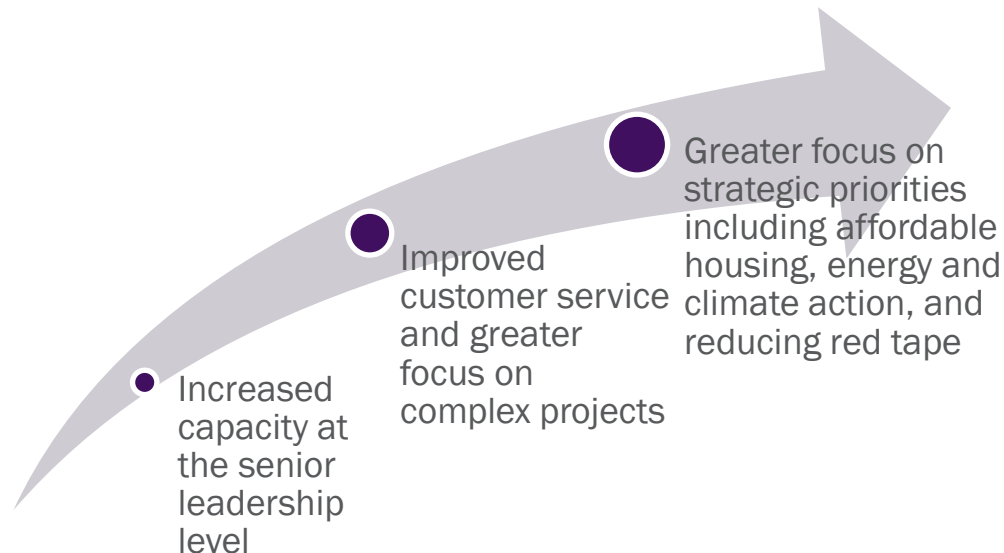 Increased
capacity at
the senior
leadership
level
Improved
customer service
and greater
focus on
complex projects
Greater focus on
strategic priorities
including affordable
housing, energy and
climate action, and
reducing red tape